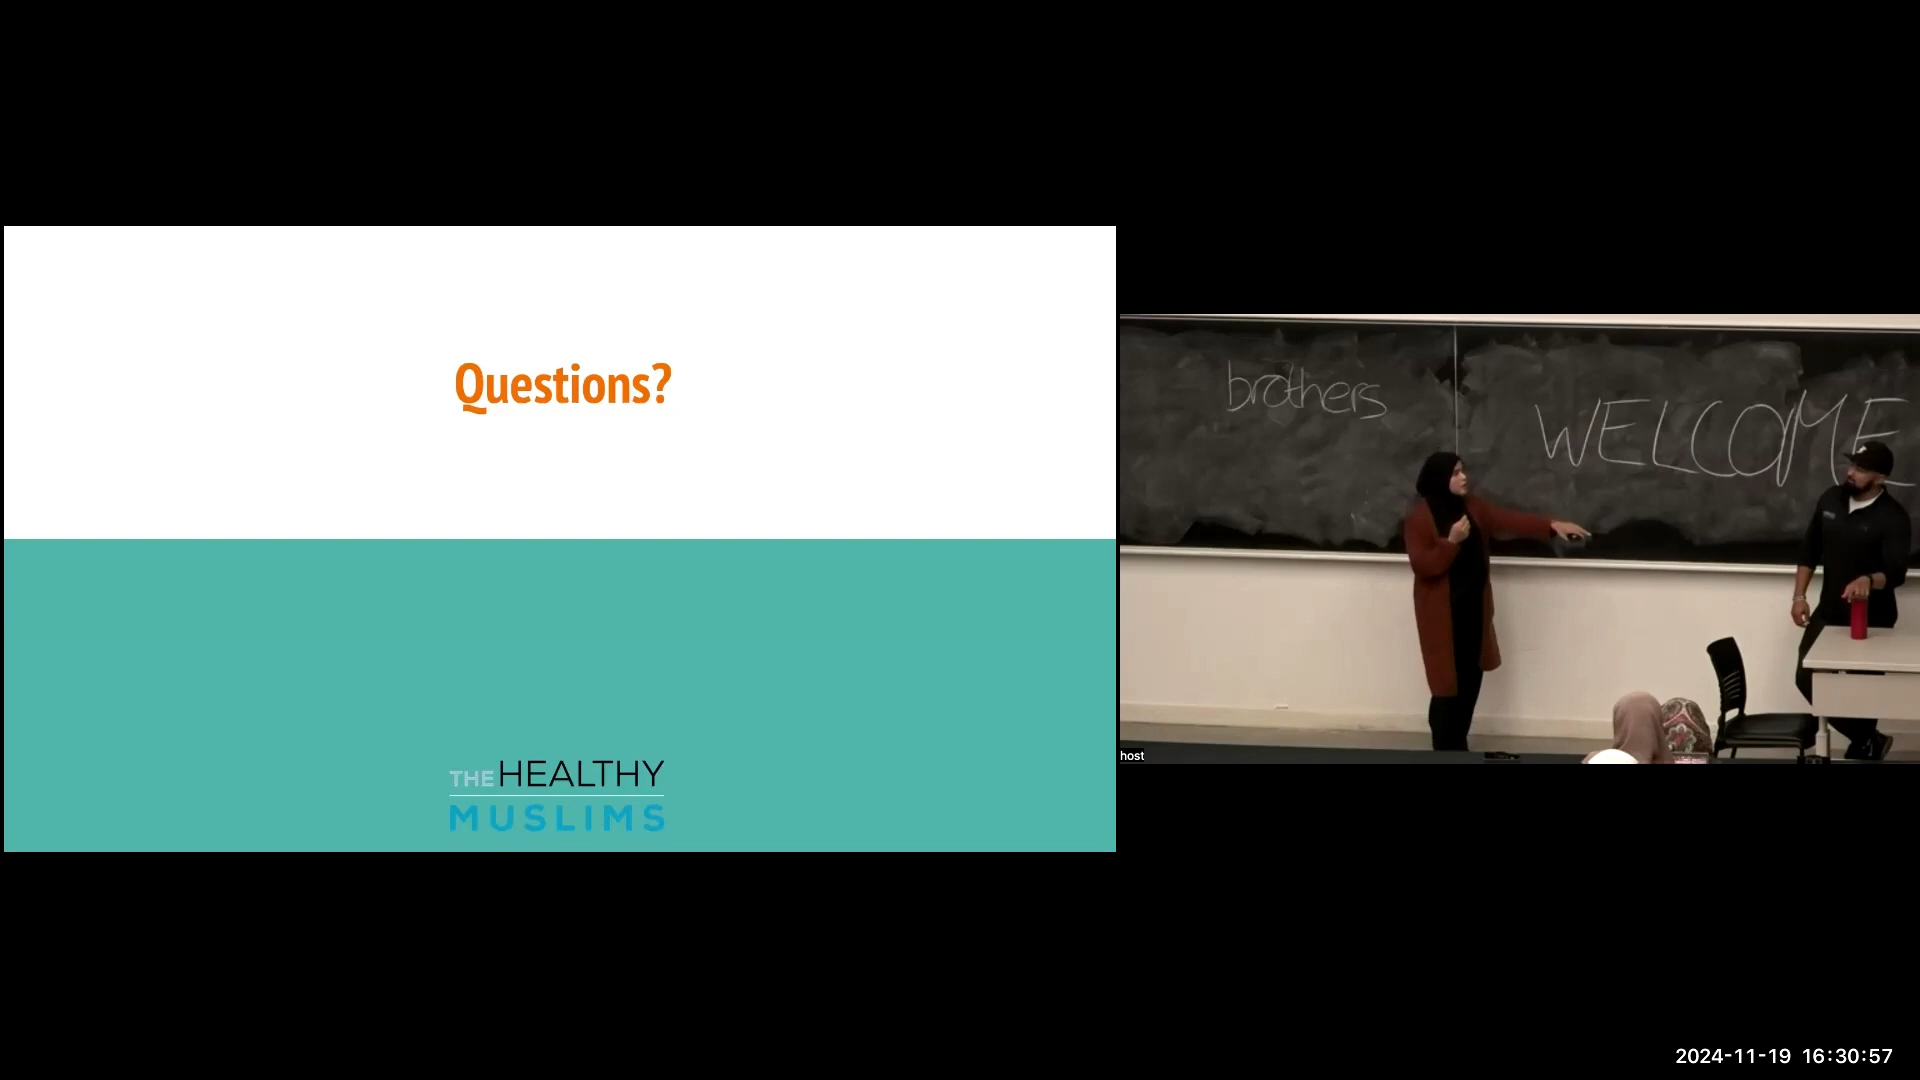 Questions?
THE HEALTHY
MUSLIMS
brothers
WELCOME
host
2024-11-19 16:30:57